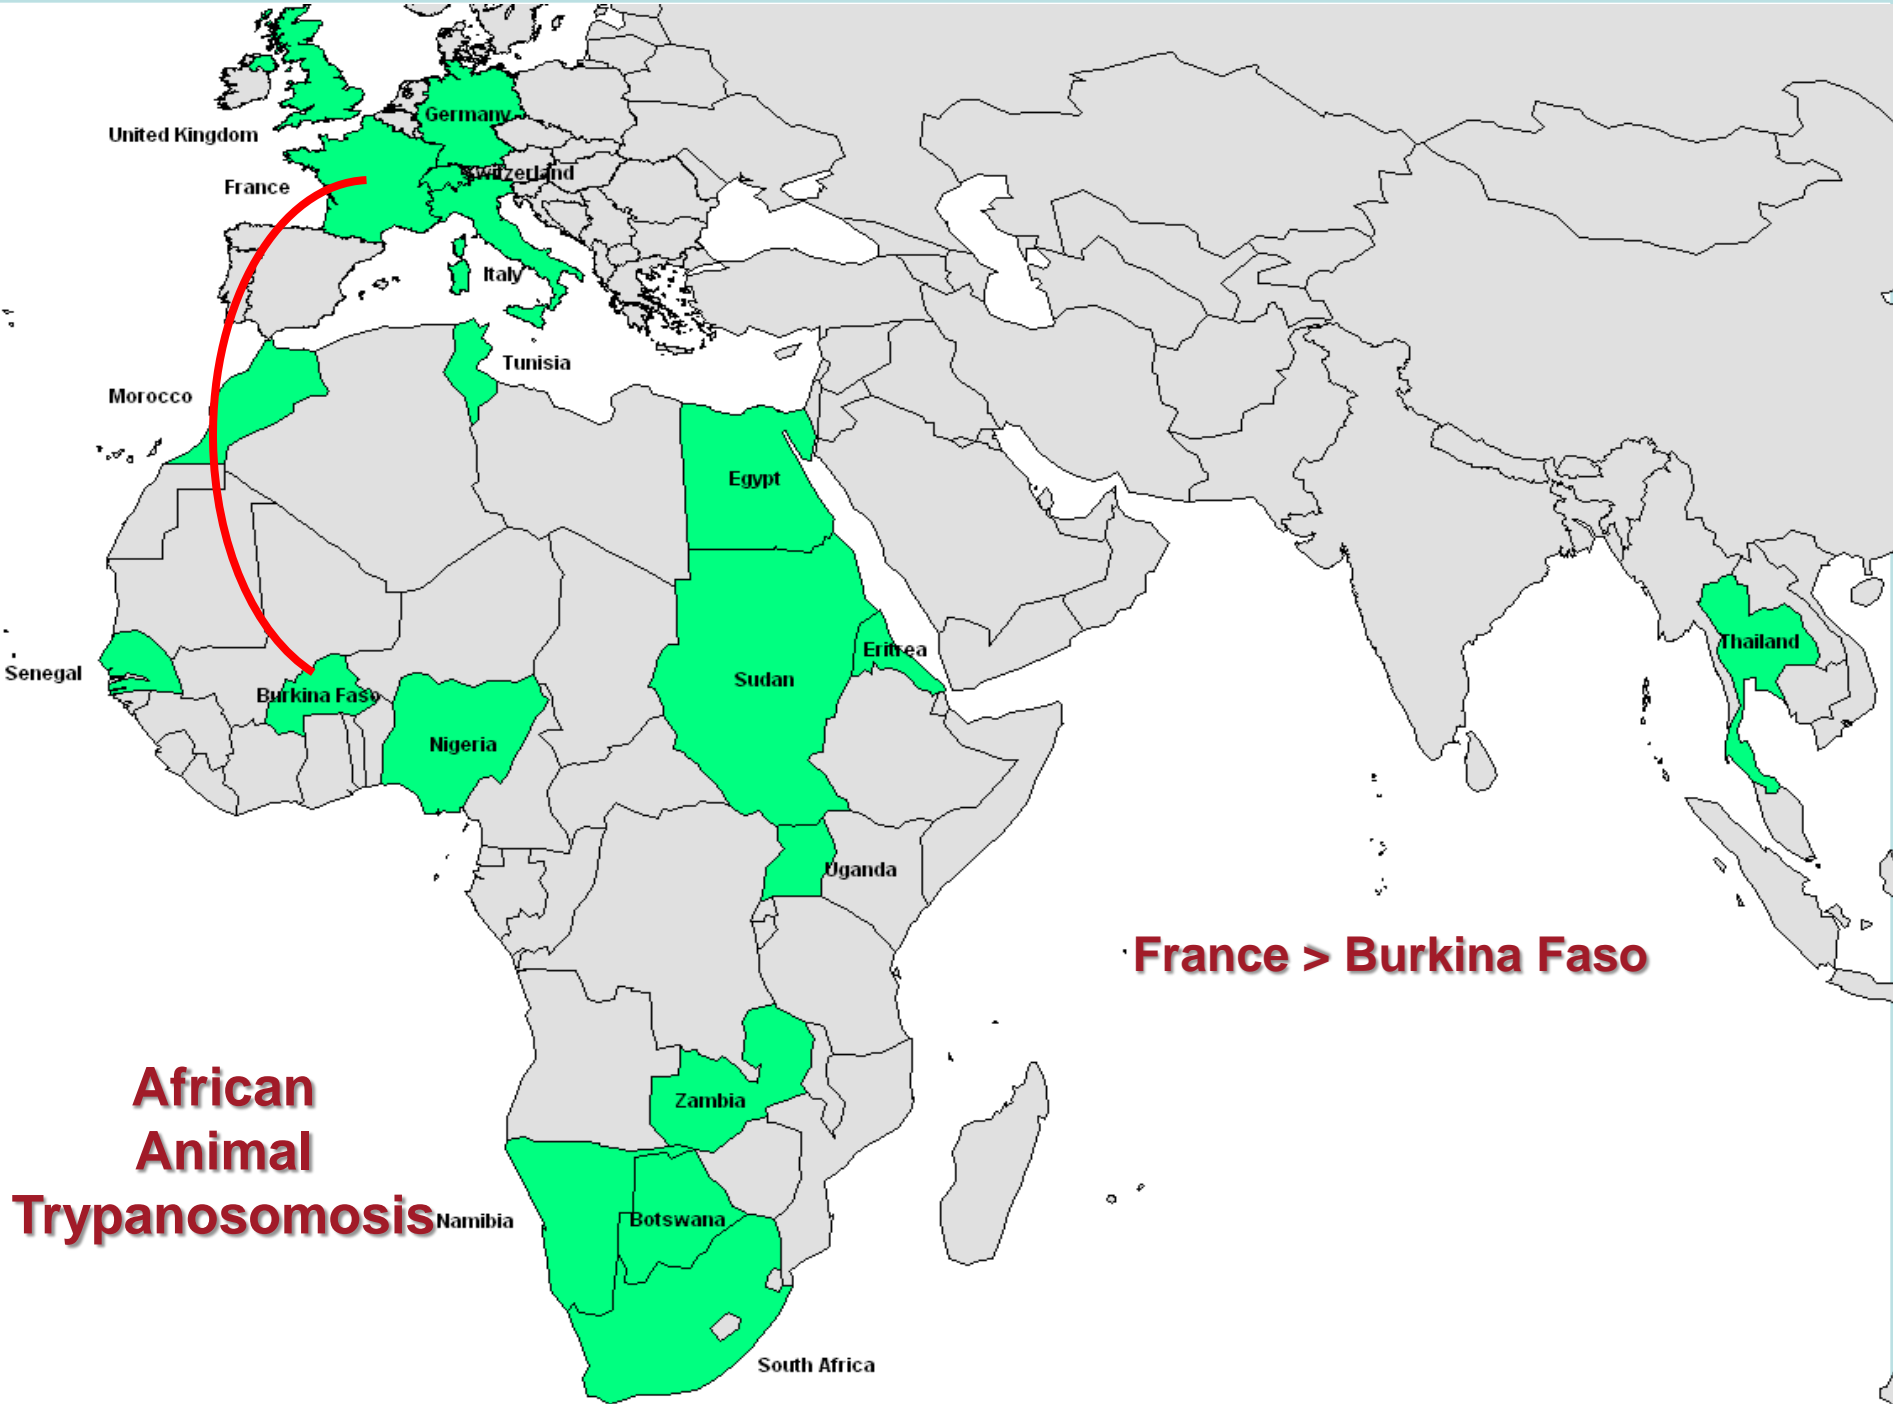 Germany
United Kingdom
Switzerland
France
Italy
Tunisia
Morocco
Egypt
Eritrea
Thailand
Senegal
Sudan
Burkina Faso
Nigeria
Uganda
France > Burkina Faso
African
Animal
Trypanosomosis
Zambia
Namibia
Botswana
South Africa